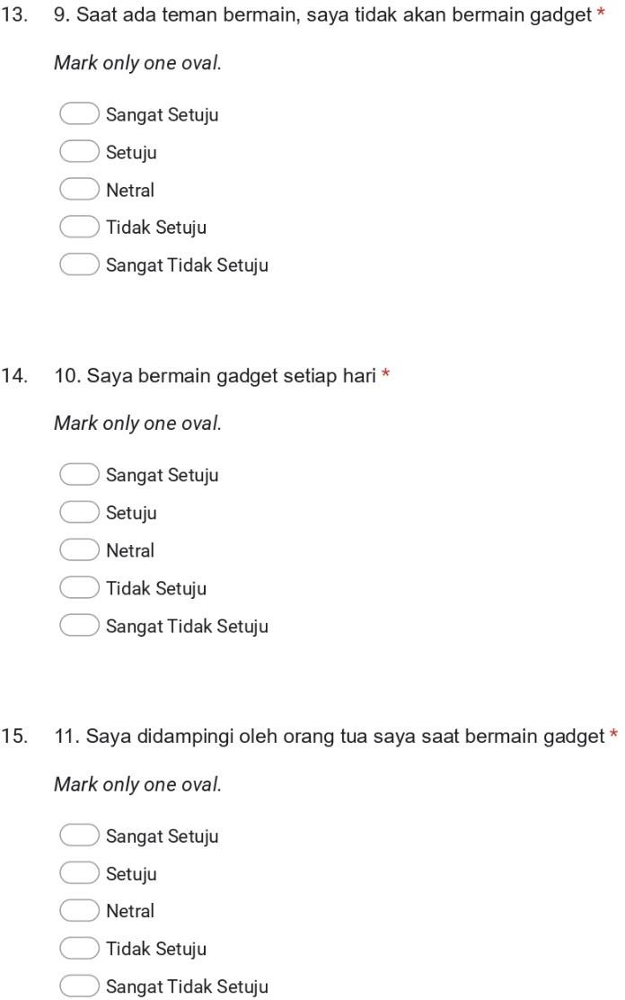 13. 9. Saat ada teman bermain, saya tidak akan bermain gadget *
Mark only one oval.
Sangat Setuju
Setuju
Netral
Tidak Setuju
Sangat Tidak Setuju
14. 10. Saya bermain gadget setiap hari *
Mark only one oval.
Sangat Setuju
Setuju
Netral
Tidak Setuju
Sangat Tidak Setuju
15. 11. Saya didampingi oleh orang tua saya saat bermain gadget *
Mark only one oval.
Sangat Setuju
Setuju
Netral
Tidak Setuju
Sangat Tidak Setuju